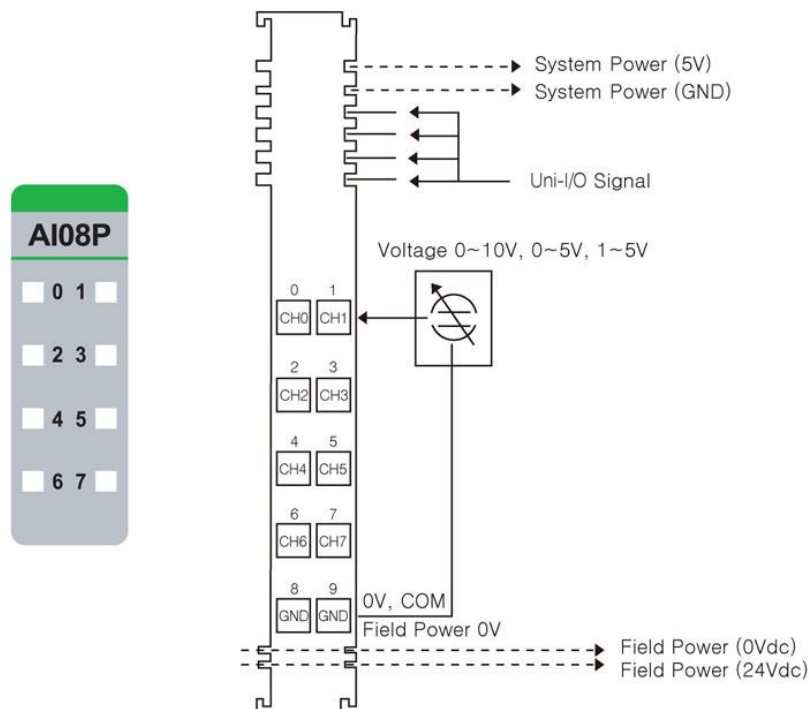 System Power (5V)
System Power (GND)
Uni-I/O Signal
AI08P
0 1
2 3
4 5
6 7
Voltage 0~10V, 0~5V, 1~5V
0 1
CH0 CH1
2 3
CH2 CH3
4 5
CH4 CH5
6 7
CH6 CH7
8 9
GND GND
0V, COM
Field Power 0V
Field Power (0Vdc)
Field Power (24Vdc)